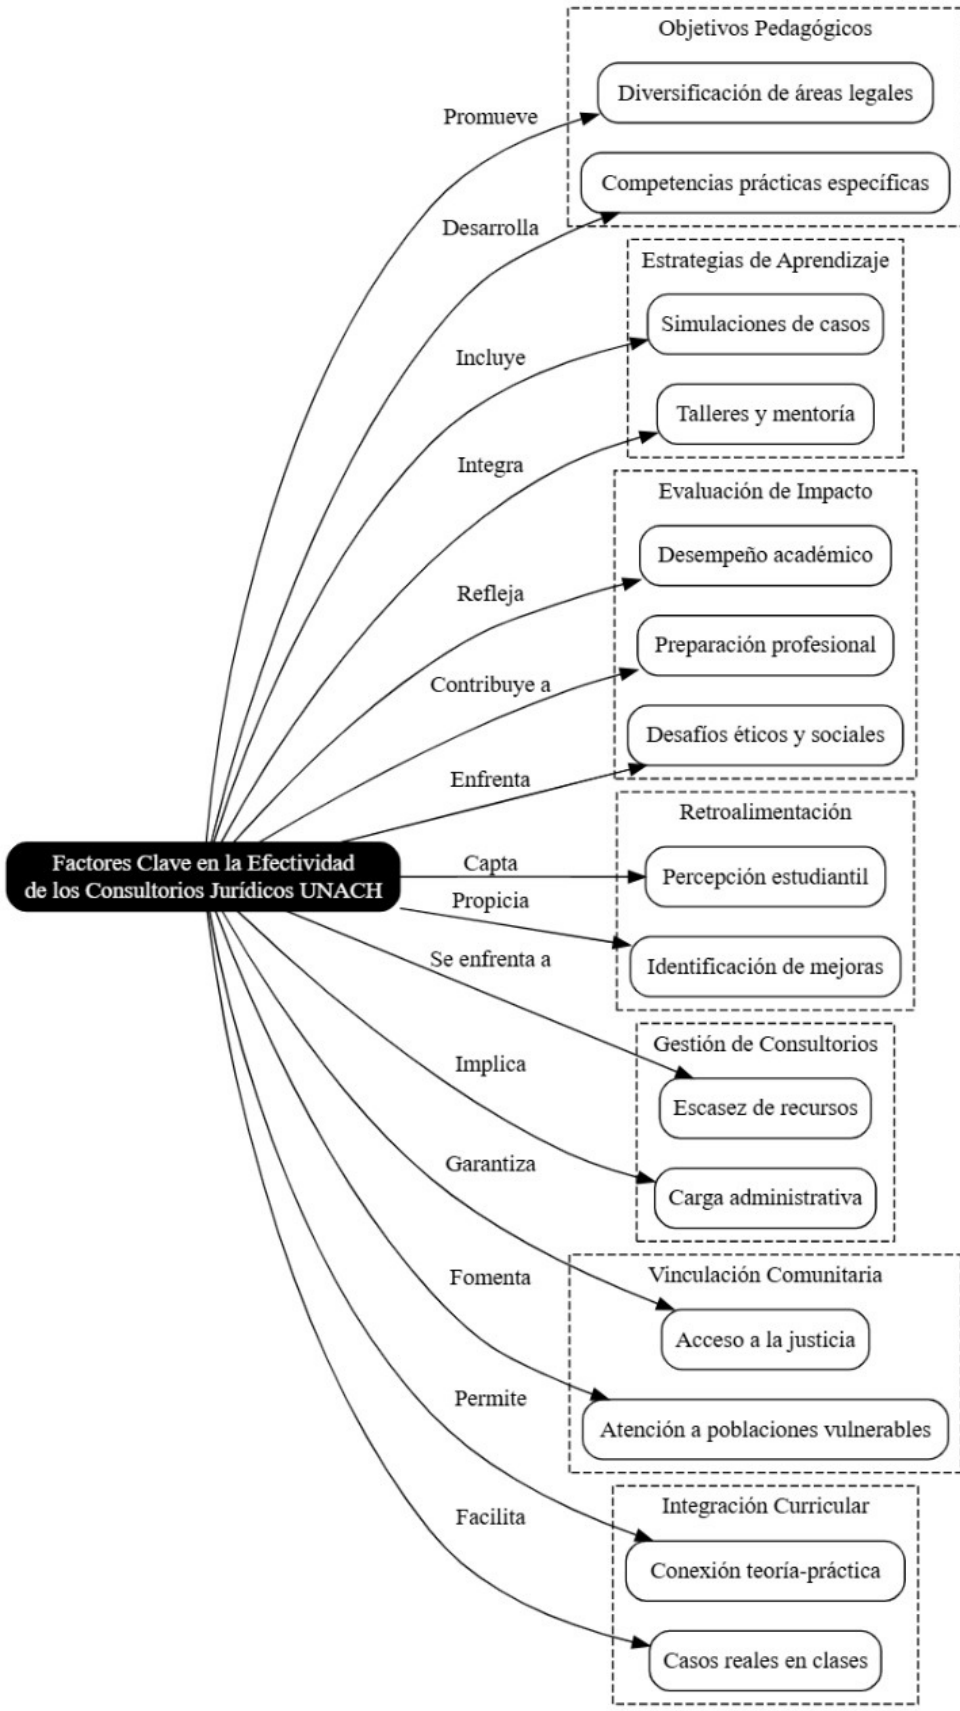 Objetivos Pedagógicos
Diversificación de áreas legales
Promueve
Competencias prácticas específicas
Desarrolla
Estrategias de Aprendizaje
Simulaciones de casos
Incluye
Talleres y mentoría
Integra
Evaluación de Impacto
Desempeño académico
Refleja
Preparación profesional
Contribuye a
Desafíos éticos y sociales
Enfrenta
Retroalimentación
Factores Clave en la Efectividad
de los Consultorios Jurídicos UNACH
Capta
Percepción estudiantil
Propicia
Identificación de mejoras
Se enfrenta a
Gestión de Consultorios
Escasez de recursos
Implica
Carga administrativa
Garantiza
Vinculación Comunitaria
Acceso a la justicia
Fomenta
Atención a poblaciones vulnerables
Permite
Integración Curricular
Conexión teoría-práctica
Facilita
Casos reales en clases